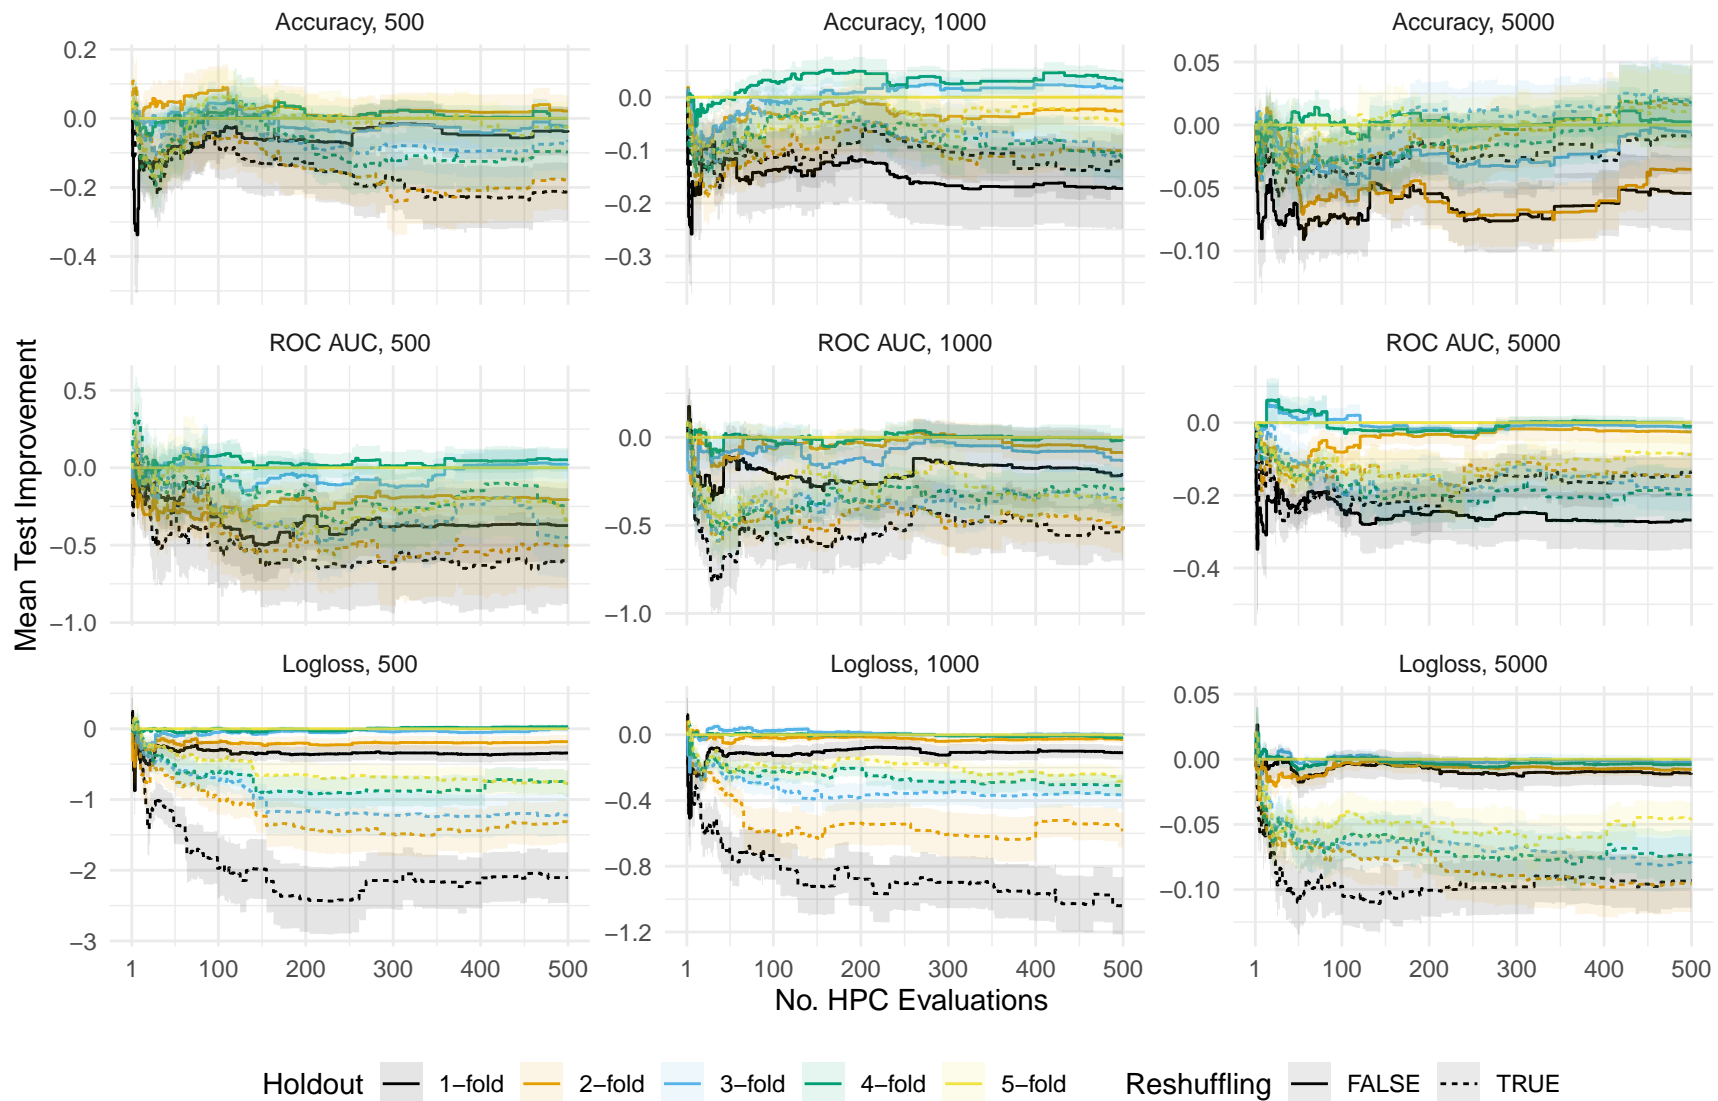 Accuracy, 500
Accuracy, 1000
Accuracy, 5000
0.2
0.0
−0.2
−0.4
0.0
−0.1
−0.2
−0.3
0.05
0.00
−0.05
−0.10
ROC AUC, 500
ROC AUC, 1000
ROC AUC, 5000
0.5
0.0
−0.5
−1.0
0.0
−0.5
−1.0
0.0
−0.2
−0.4
Mean Test Improvement
Logloss, 500
Logloss, 1000
Logloss, 5000
0
−1
−2
−3
0.0
−0.4
−0.8
−1.2
0.05
0.00
−0.05
−0.10
1 100 200 300 400 500
1 100 200 300 400 500
1 100 200 300 400 500
No. HPC Evaluations
Holdout 1−fold 2−fold 3−fold 4−fold 5−fold Reshuffling FALSE TRUE